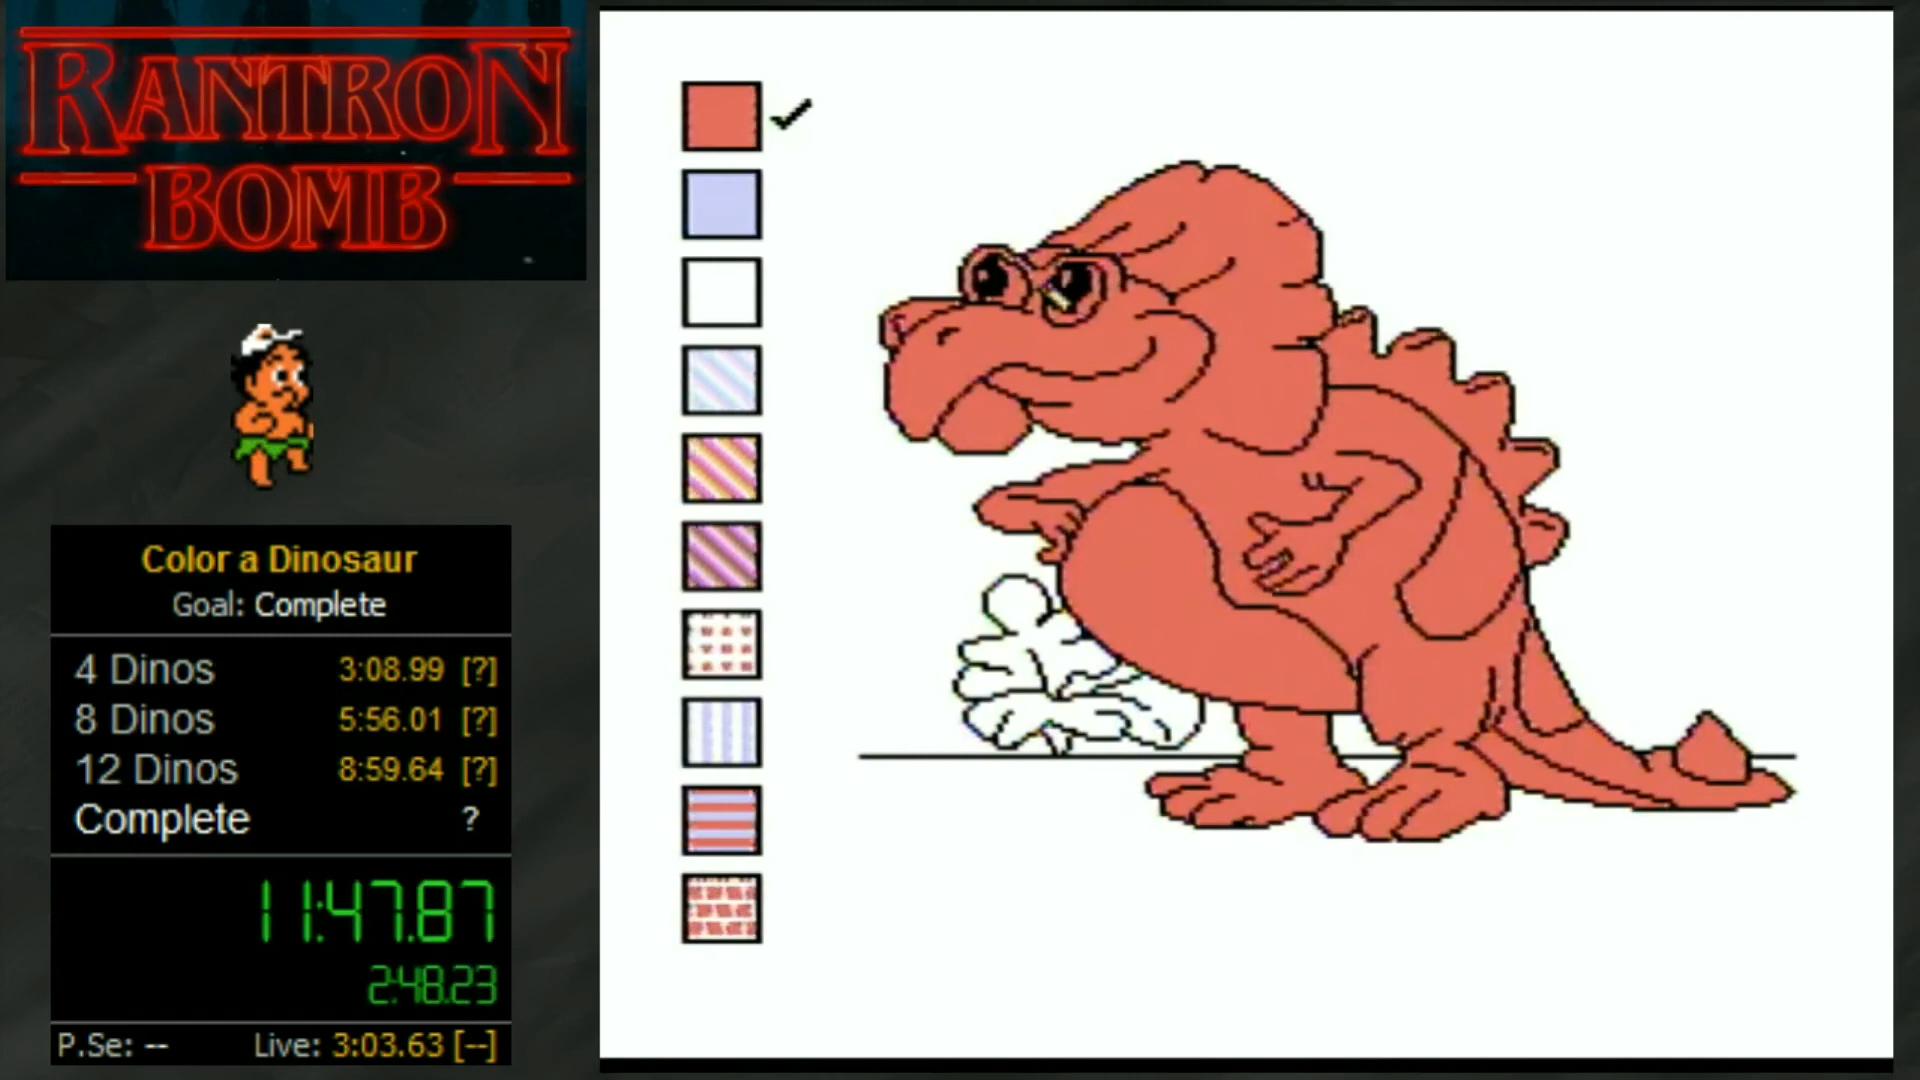 RANTRON
BOMB
Color a Dinosaur
Goal: Complete
4 Dinos 3:08.99 [?]
8 Dinos 5:56.01 [?]
12 Dinos 8:59.64 [?]
Complete ?
11:47.87
2:48.23
P.Se: -- Live: 3:03.63 [--]